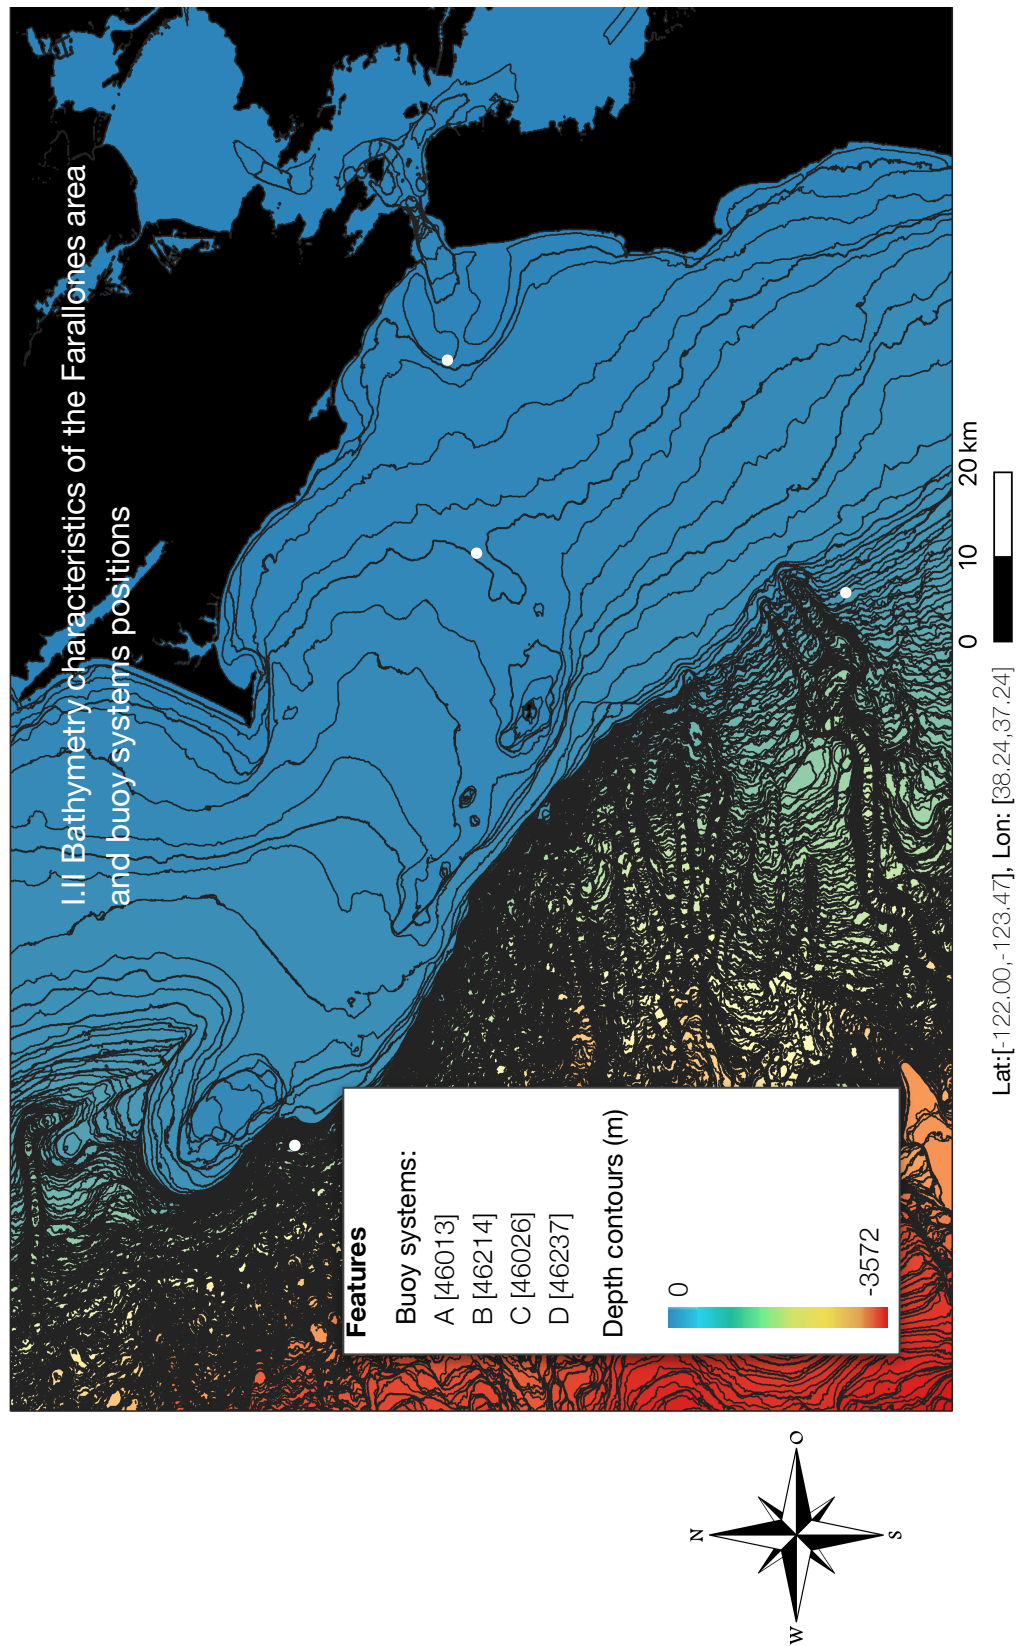 I.II Bathymetry characteristics of the Farallones area
and buoy systems positions
Features
Buoy systems:
A [46013]
B [46214]
C [46026]
D [46237]
Depth contours (m)
0
-3572
0 10 20 km
Lat:[-122.00,-123.47], Lon: [38.24,37.24]
N
W
O
S